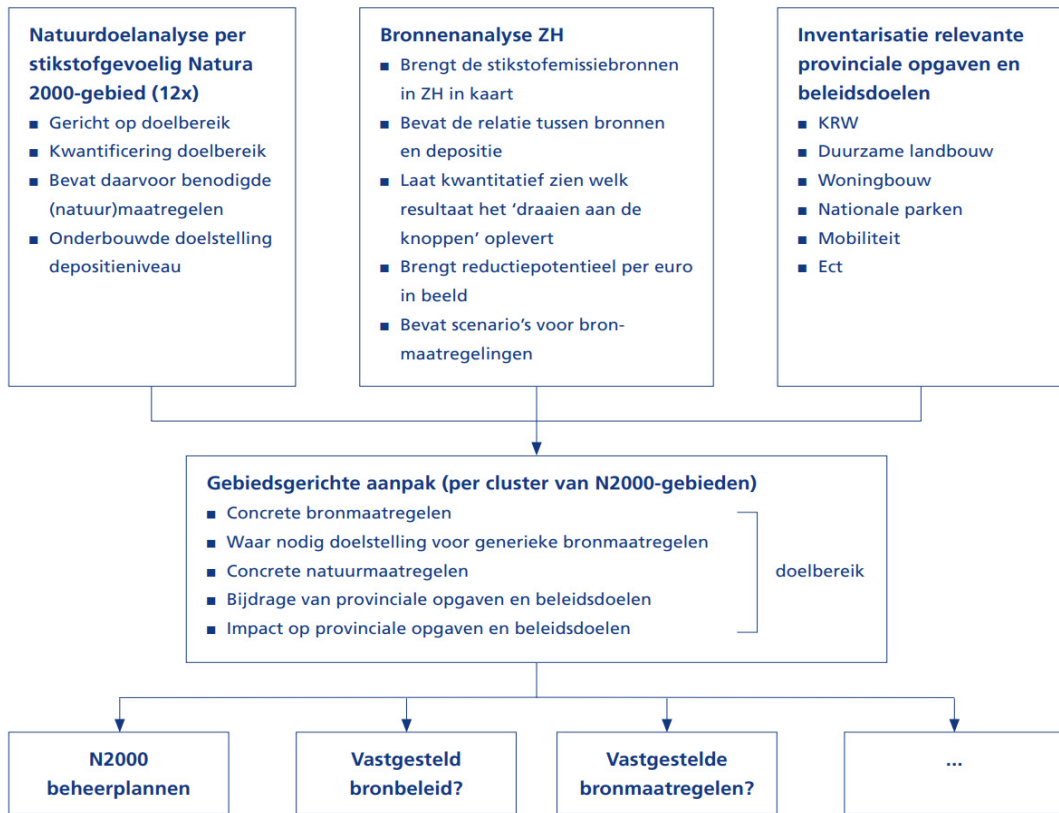 Natuurdoelanalyse per
stikstofgevoelig Natura
2000-gebied (12x)
■ Gericht op doelbereik
■ Kwantificering doelbereik
■ Bevat daarvoor benodigde
(natuur)maatregelen
■ Onderbouwde doelstelling
depositieniveau
Bronnenanalyse ZH
■ Brengt de stikstofemissiebronnen
in ZH in kaart
■ Bevat de relatie tussen bronnen
en depositie
■ Laat kwantitatief zien welk
resultaat het ‘draaien aan de
knoppen’ oplevert
■ Brengt reductiepotentieel per euro
in beeld
■ Bevat scenario’s voor bron-
maatregelingen
Inventarisatie relevante
provinciale opgaven en
beleidsdoelen
■ KRW
■ Duurzame landbouw
■ Woningbouw
■ Nationale parken
■ Mobiliteit
■ Ect
Gebiedsgerichte aanpak (per cluster van N2000-gebieden)
■ Concrete bronmaatregelen
■ Waar nodig doelstelling voor generieke bronmaatregelen
■ Concrete natuurmaatregelen
■ Bijdrage van provinciale opgaven en beleidsdoelen
■ Impact op provinciale opgaven en beleidsdoelen
doelbereik
N2000
beheerplannen
Vastgesteld
bronbeleid?
Vastgestelde
bronmaatregelen?
...